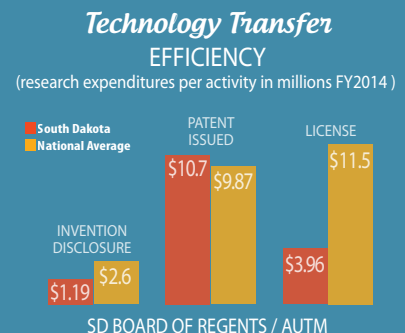 Technology Transfer
EFFICIENCY
(research expenditures per activity in millions FY2014 )
South Dakota
National Average
PATENT
ISSUED
LICENSE
INVENTION
DISCLOSURE
$1.19
$2.6
$10.7
$9.87
$3.96
$11.5
SD BOARD OF REGENTS / AUTM